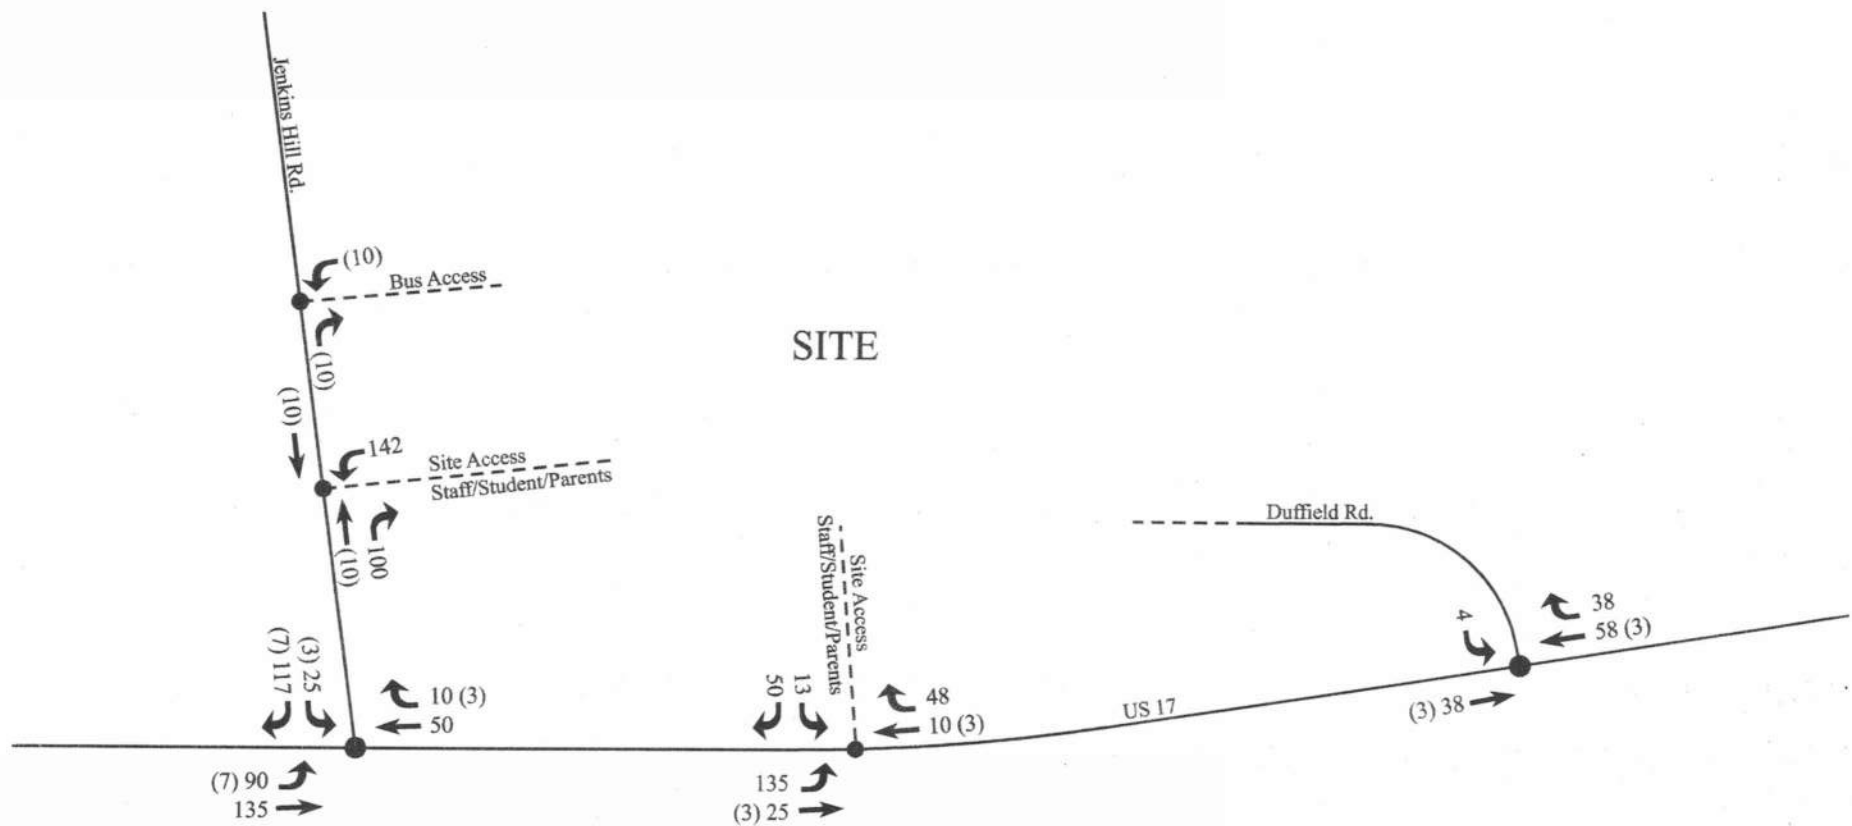 Jenkins Hill Rd.
(10)
Bus Access
(10)
SITE
(10)
142
Site Access
Staff/Student/Parents
(10)
100
Duffield Rd.
Site Access
Staff/Student/Parents
38
58 (3)
4
(3) 38
US 17
(7) 117
(3) 25
10 (3)
50
50
13
48
10 (3)
(7) 90
135
135
(3) 25